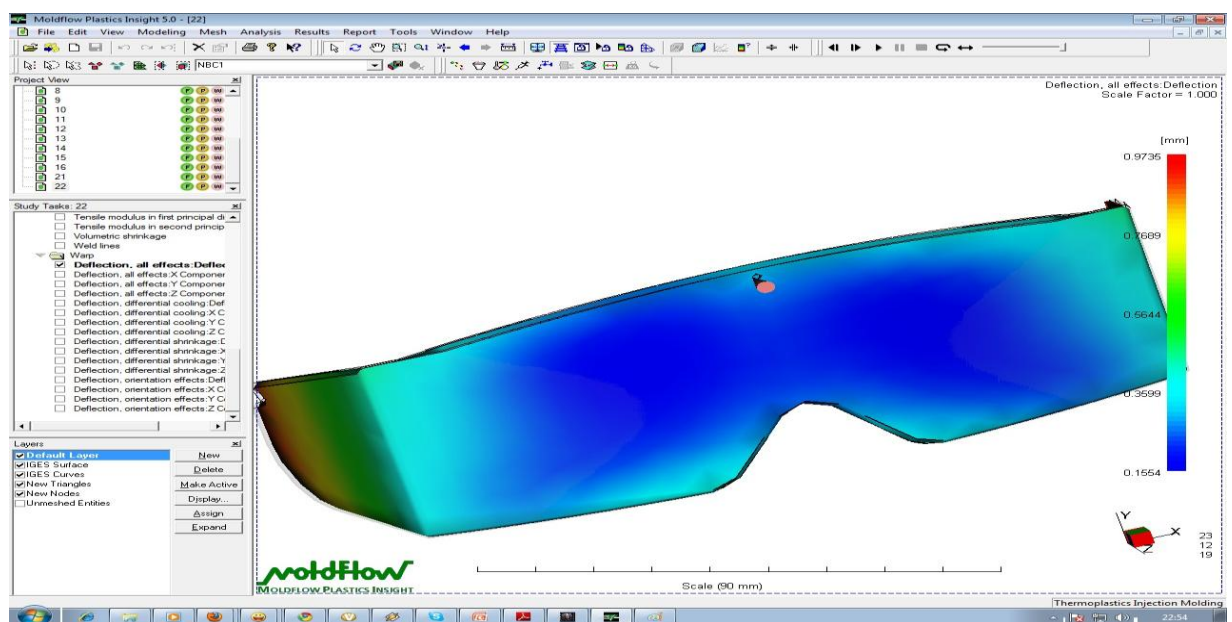 Moldflow Plastics Insight 5.0 - [22]
File Edit View Modeling Mesh Analysis Results Report Tools Window Help
NBC1
Project View
8
9
10
11
12
13
14
15
16
21
22
Study Tasks: 22
Tensile modulus in first principal di
Tensile modulus in second princip
Volumetric shrinkage
Weld lines
Warp
Deflection, all effects:Deflec
Deflection, all effects:X Componer
Deflection, all effects:Y Componer
Deflection, all effects:Z Componer
Deflection, differential cooling:Def
Deflection, differential cooling:X C
Deflection, differential cooling:Y C
Deflection, differential cooling:Z C
Deflection, differential shrinkage:D
Deflection, differential shrinkage:X
Deflection, differential shrinkage:Y
Deflection, differential shrinkage:Z
Deflection, orientation effects:Defl
Deflection, orientation effects:X Co
Deflection, orientation effects:Y Co
Deflection, orientation effects:Z Co
Layers
Default Layer
IGES Surface
IGES Curves
New Triangles
New Nodes
Unmeshed Entities
New
Delete
Make Active
Display...
Assign
Expand
Deflection, all effects:Deflection
Scale Factor = 1.000
[mm]
0.9735
0.7689
0.5644
0.3599
0.1554
Y
X
Z
23
12
19
moldflow
MOLDFLOW PLASTICS INSIGHT
Scale (90 mm)
Thermoplastics Injection Molding
22:54